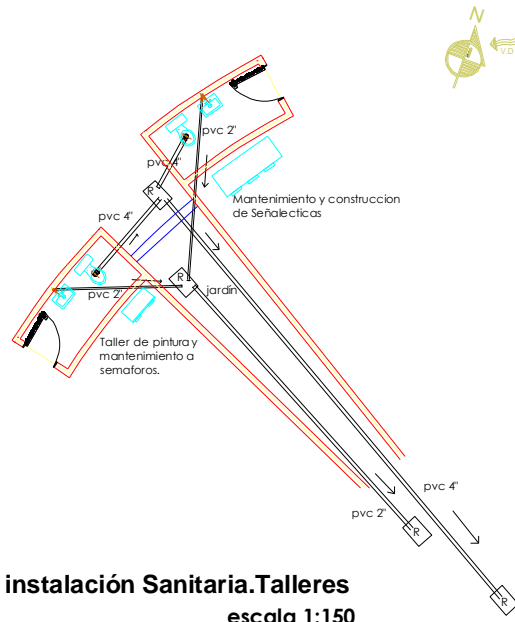 N
V.D
pvc 2"
pvc 4"
R
Mantenimiento y construccion
de Señalecticas
pvc 4"
R
jardín
pvc 2"
Taller de pintura y
mantenimiento a
semaforos.
pvc 4"
pvc 2"
R
R
instalación Sanitaria.Talleres
escala 1:150